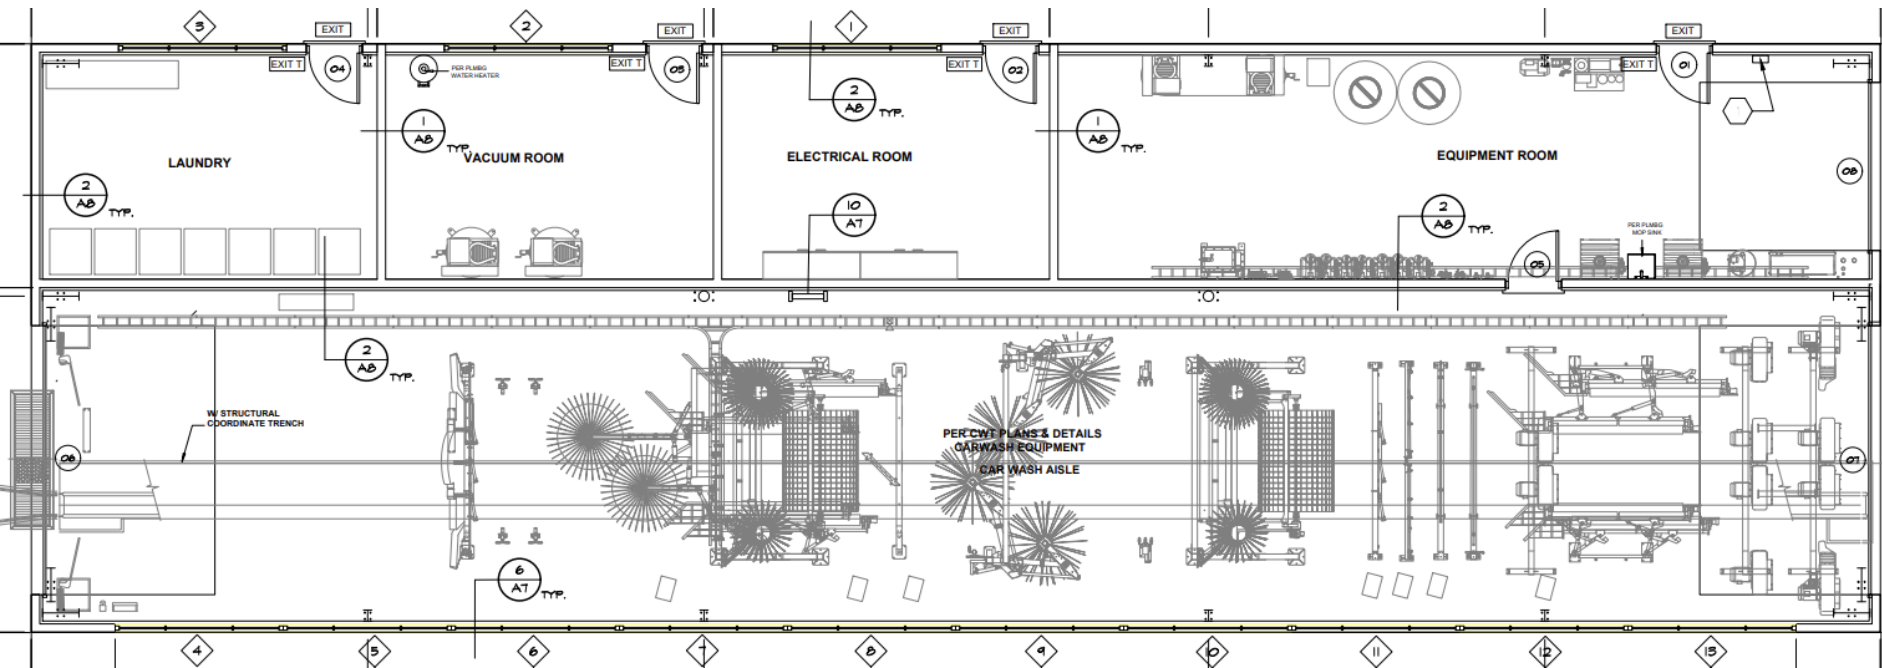 3
2
1
EXIT
EXIT
EXIT
EXIT
EXIT T
04
PER PLMBG
WATER HEATER
EXIT T
03
EXIT T
02
EXIT T
01
2
A8
TYP.
1
A8
TYP.
1
A8
TYP.
LAUNDRY
VACUUM ROOM
ELECTRICAL ROOM
EQUIPMENT ROOM
08
2
A8
TYP.
10
A7
2
A8
TYP.
PER PLMBG
MOP SINK
05
2
A8
TYP.
W/ STRUCTURAL
COORDINATE TRENCH
PER CWT PLANS & DETAILS
CARWASH EQUIPMENT
CAR WASH AISLE
06
07
6
A7
TYP.
4
5
6
7
8
9
10
11
12
13